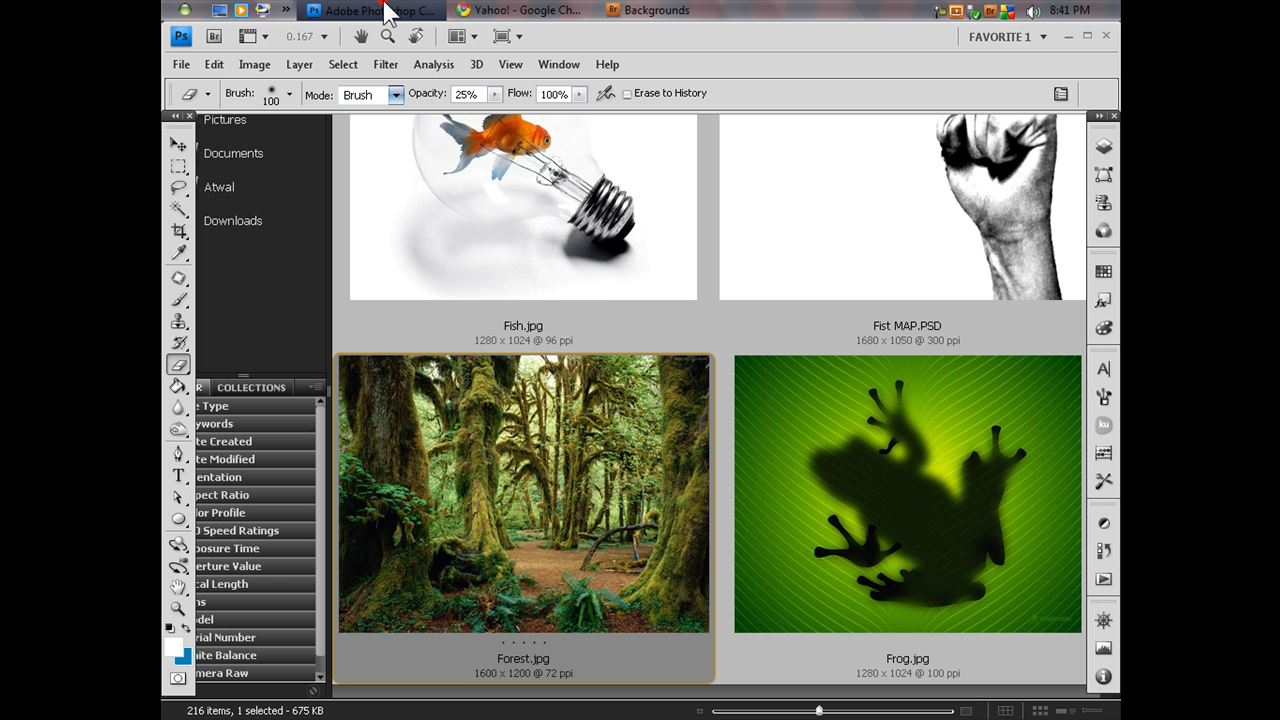 Adobe Photoshop C...
Yahoo! - Google Ch...
Br Backgrounds
8:41 PM
Ps
Br
0.167
FAVORITE 1
File Edit Image Layer Select Filter Analysis 3D View Window Help
Brush: 100 Mode: Brush Opacity: 25% Flow: 100% Erase to History
Pictures
Documents
Atwal
Downloads
Fish.jpg
1280 x 1024 @ 96 ppi
Fist MAP.PSD
1680 x 1050 @ 300 ppi
R COLLECTIONS
e Type
ywords
te Created
te Modified
entation
pect Ratio
lor Profile
O Speed Ratings
posure Time
erture Value
cal Length
ns
odel
rial Number
hite Balance
mera Raw
Forest.jpg
1600 x 1200 @ 72 ppi
Frog.jpg
1280 x 1024 @ 100 ppi
216 items, 1 selected - 675 KB